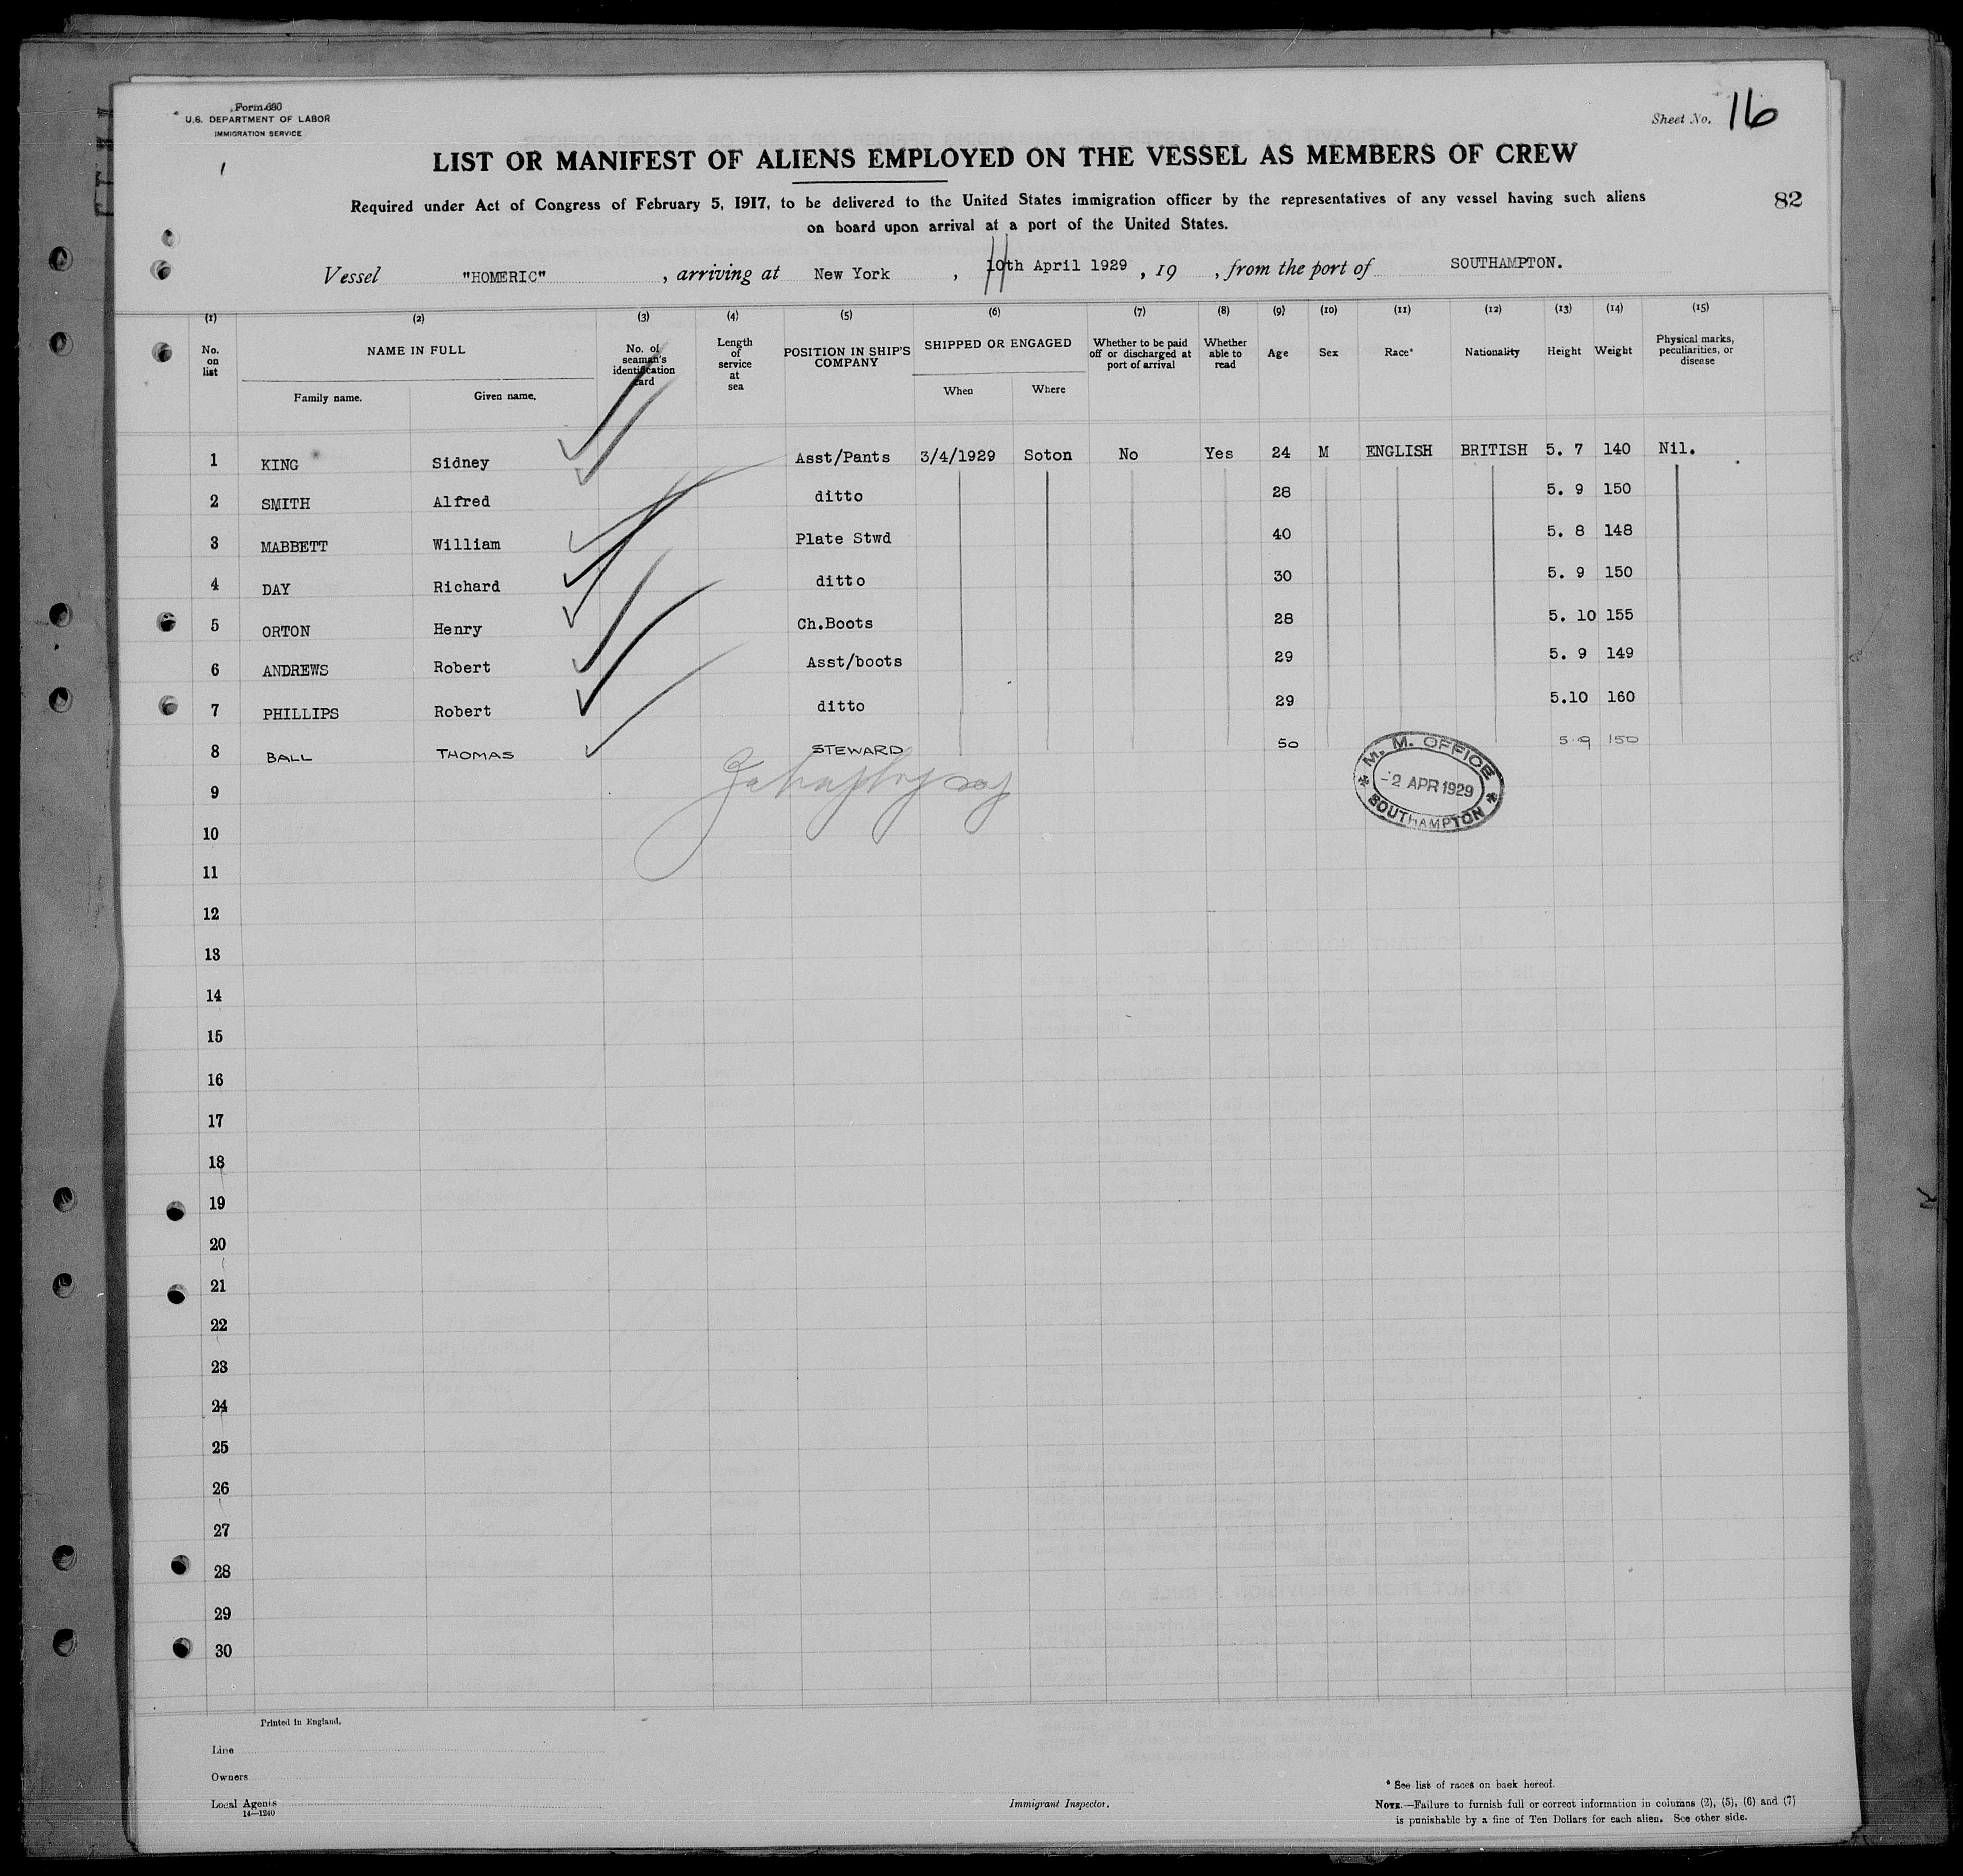 Form 680
U.S. DEPARTMENT OF LABOR
IMMIGRATION SERVICE
Sheet No. 16
LIST OR MANIFEST OF ALIENS EMPLOYED ON THE VESSEL AS MEMBERS OF CREW
82
Required under Act of Congress of February 5, 1917, to be delivered to the United States immigration officer by the representatives of any vessel having such aliens
on board upon arrival at a port of the United States.
Vessel "HOMERIC" , arriving at New York , 10th April 1929 , 19 , from the port of SOUTHAMPTON.
(1) (2) (3) (4) (5) (6) (7) (8) (9) (10) (11) (12) (13) (14) (15)
No. on list
NAME IN FULL
Family name. Given name.
No. of seaman's identification card
Length of service at sea
POSITION IN SHIP'S COMPANY
SHIPPED OR ENGAGED
When Where
Whether to be paid off or discharged at port of arrival
Whether able to read
Age
Sex
Race*
Nationality
Height
Weight
Physical marks, peculiarities, or disease
1 KING Sidney Asst/Pants 3/4/1929 Soton No Yes 24 M ENGLISH BRITISH 5. 7 140 Nil.
2 SMITH Alfred ditto 28 5. 9 150
3 MABBETT William Plate Stwd 40 5. 8 148
4 DAY Richard ditto 30 5. 9 150
5 ORTON Henry Ch.Boots 28 5. 10 155
6 ANDREWS Robert Asst/boots 29 5. 9 149
7 PHILLIPS Robert ditto 29 5.10 160
8 BALL THOMAS STEWARD 50 5 9 150
M. M. OFFICE
-2 APR 1929
SOUTHAMPTON
9
10
11
12
13
14
15
16
17
18
19
20
21
22
23
24
25
26
27
28
29
30
Printed in England.
Line
Owners
Local Agents
14—1240
Immigrant Inspector.
* See list of races on back hereof.
NOTE.—Failure to furnish full or correct information in columns (2), (5), (6) and (7)
is punishable by a fine of Ten Dollars for each alien. See other side.